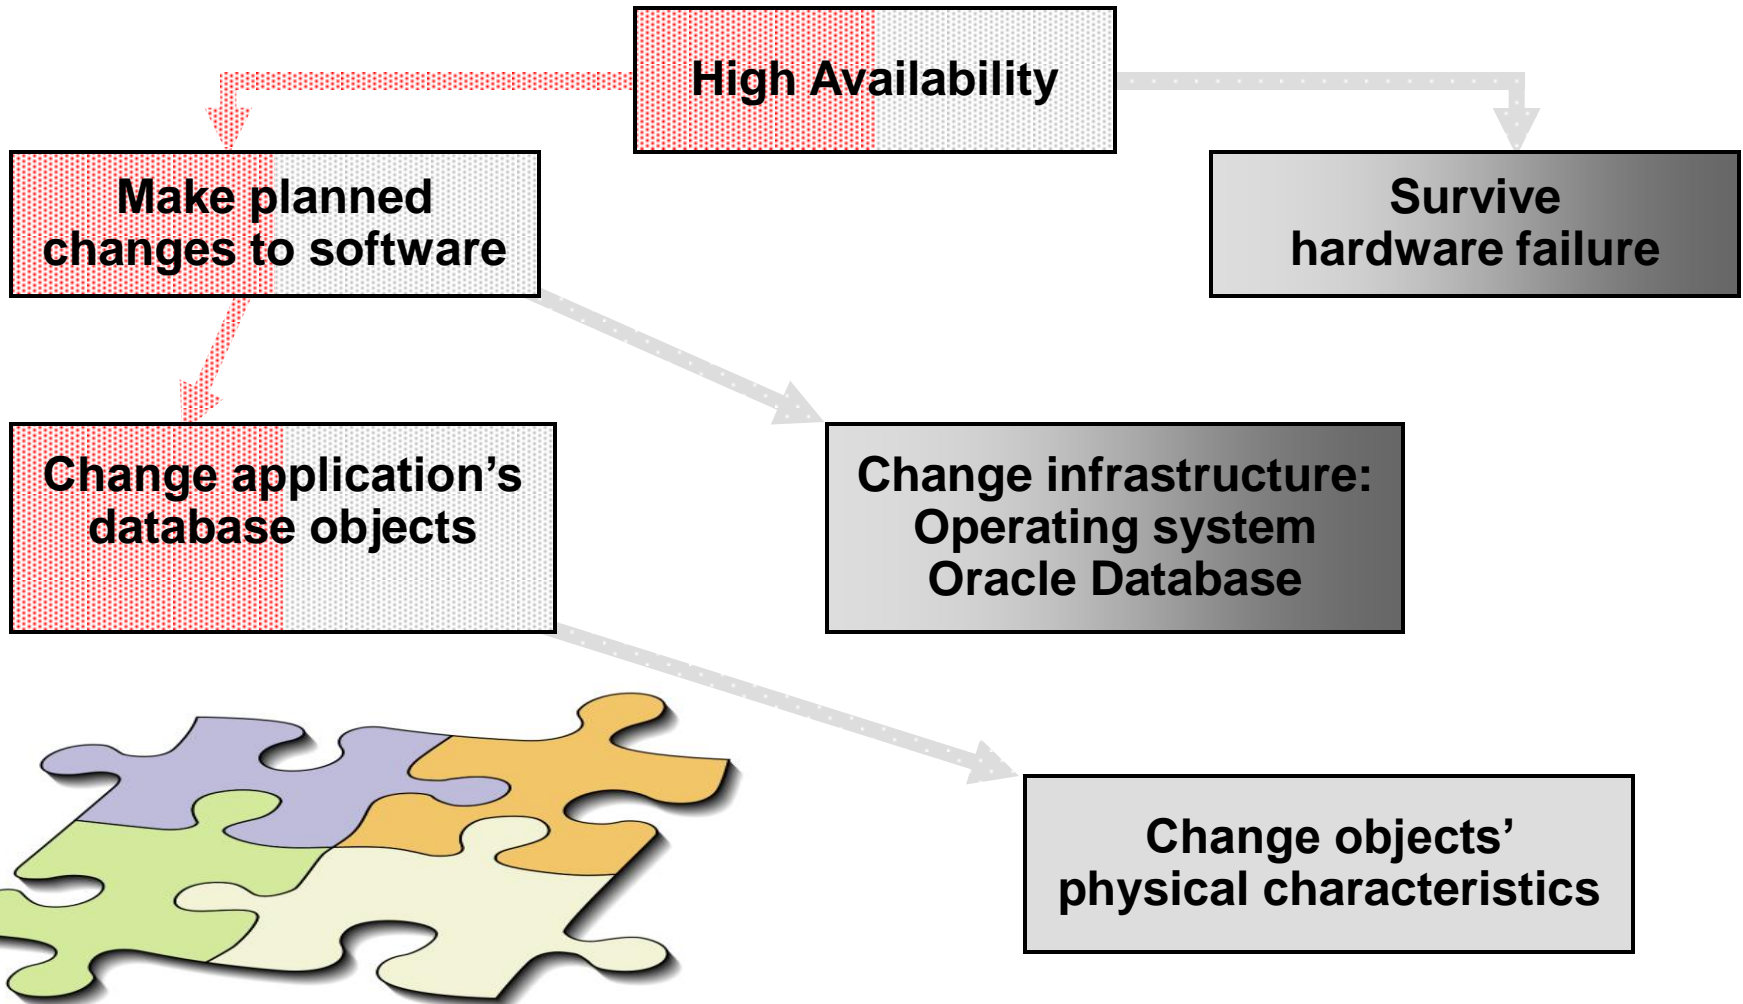 High Availability
Make planned
changes to software
Survive
hardware failure
Change application’s
database objects
Change infrastructure:
Operating system
Oracle Database
Change objects’
physical characteristics